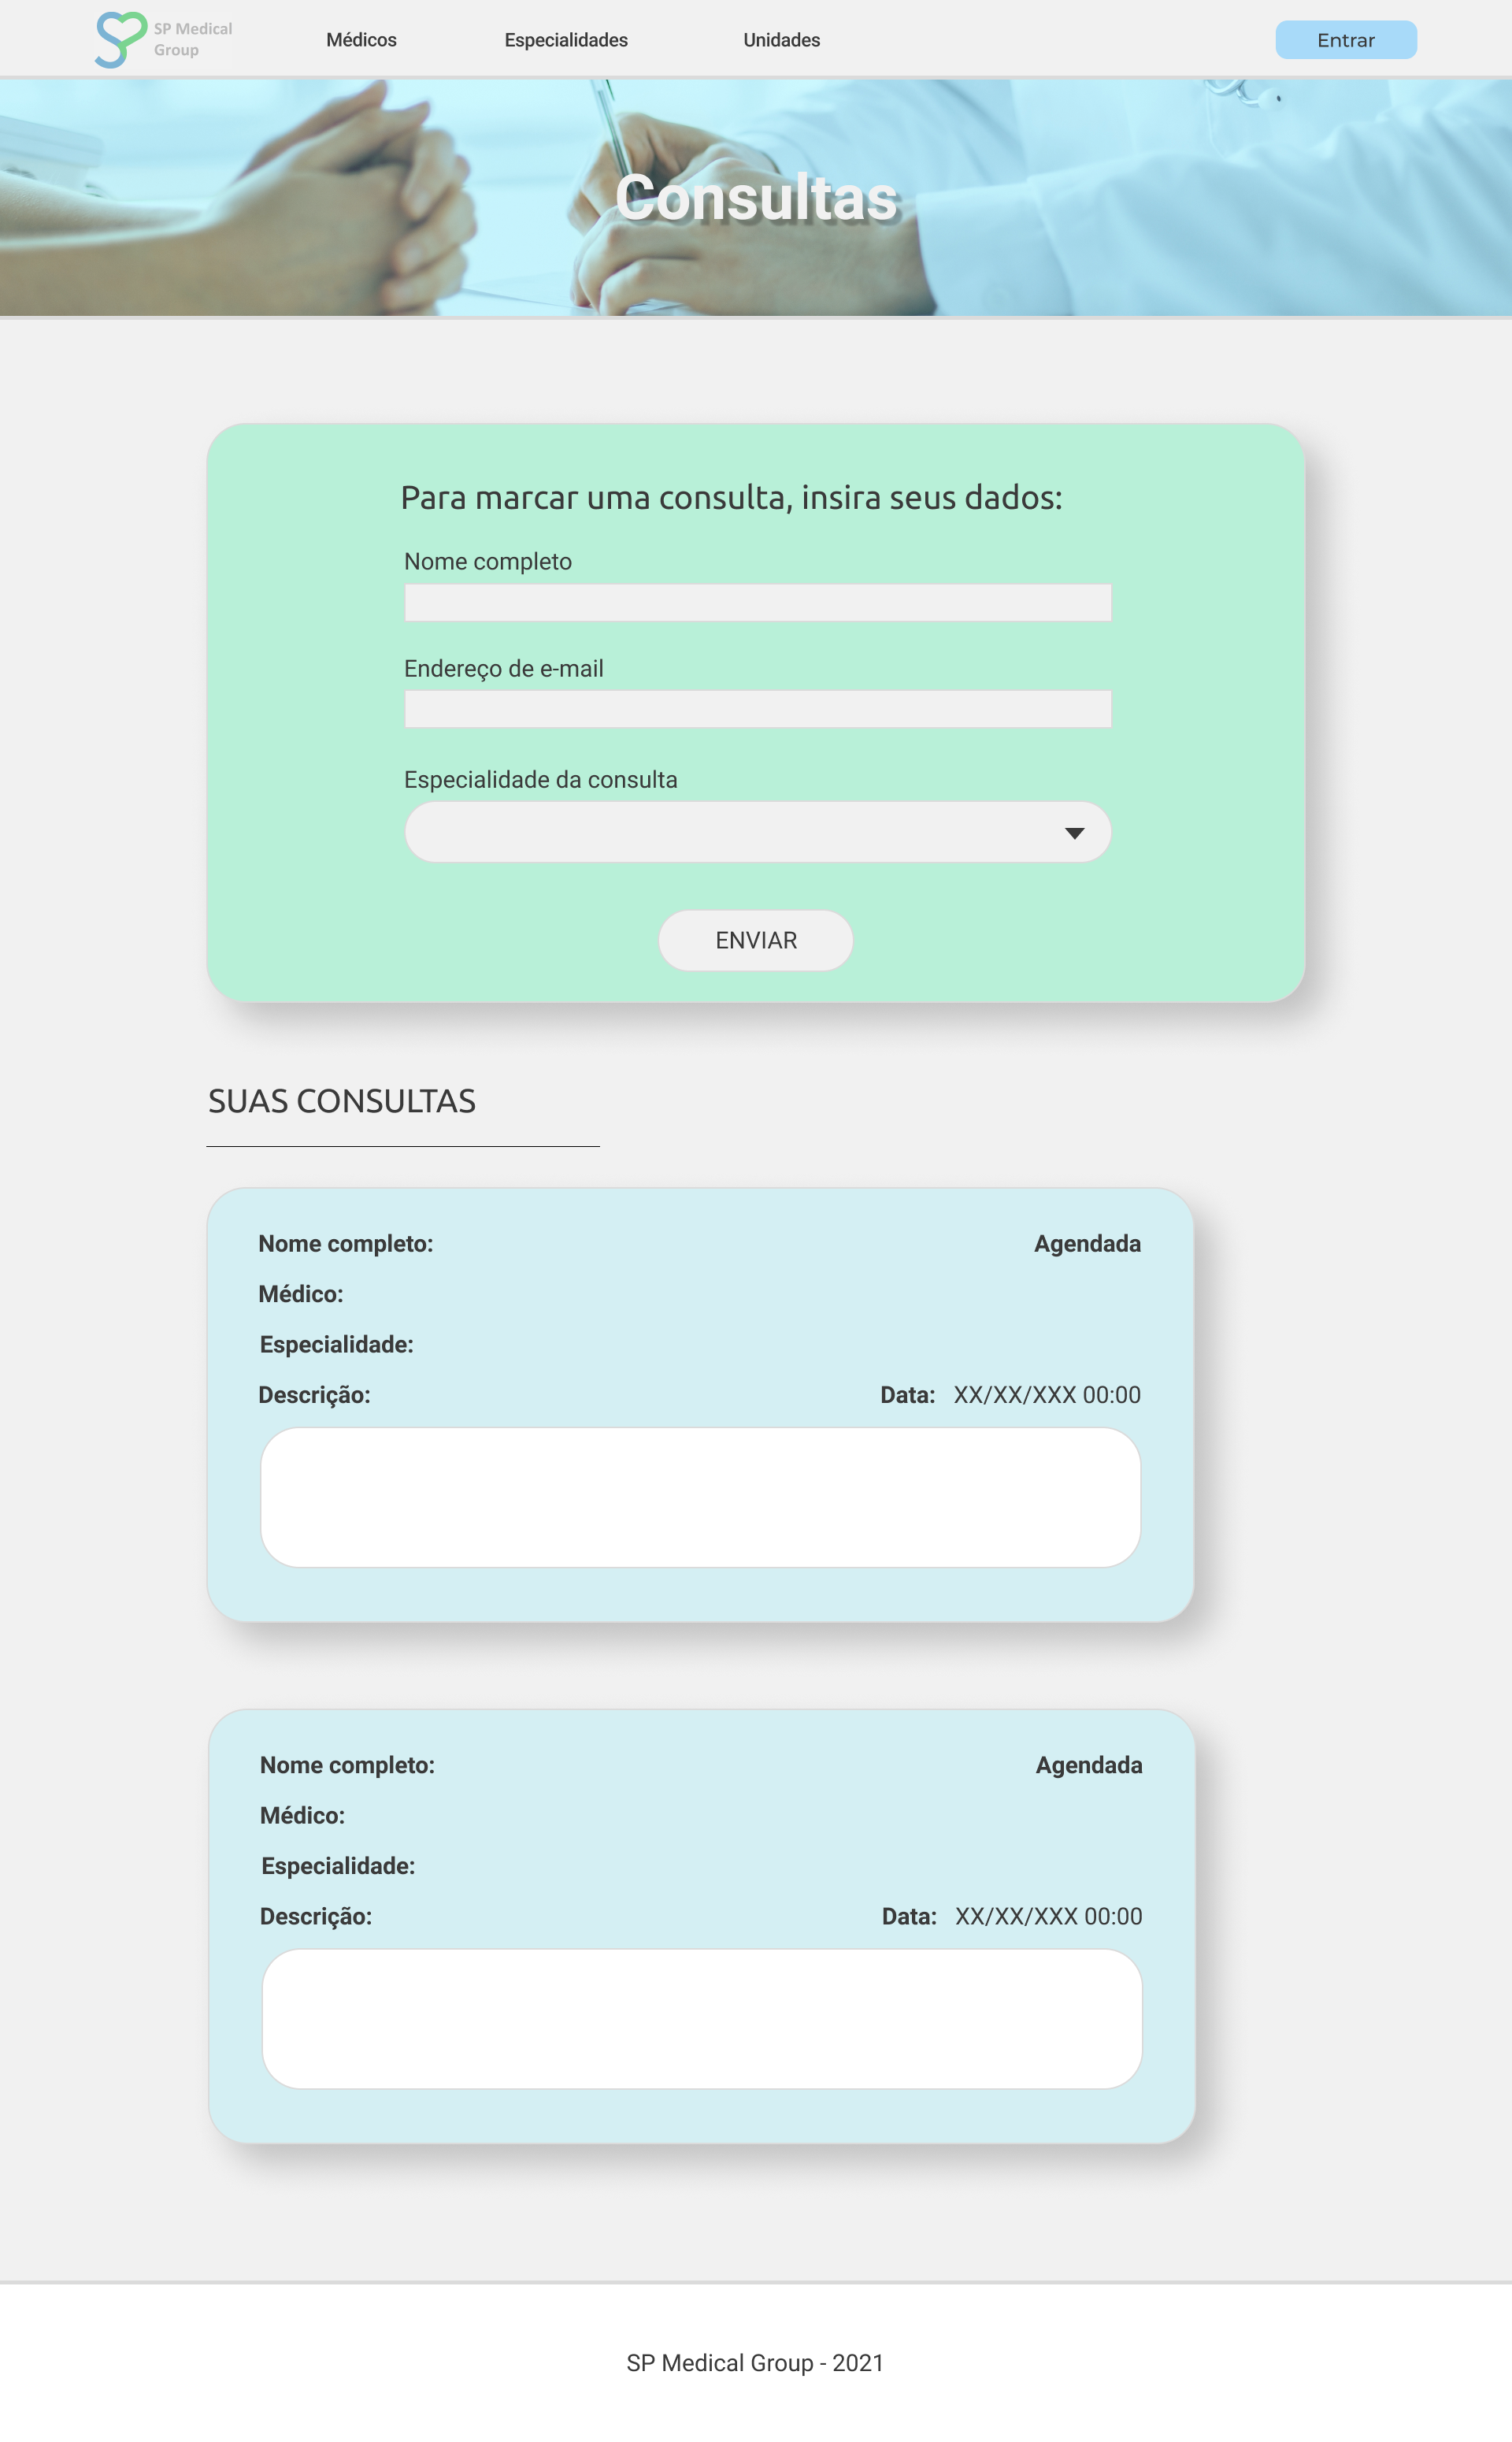 SP Medical
Group
Médicos
Especialidades
Unidades
Entrar
Consultas
Para marcar uma consulta, insira seus dados:
Nome completo
Endereço de e-mail
Especialidade da consulta
ENVIAR
SUAS CONSULTAS
Nome completo:
Agendada
Médico:
Especialidade:
Descrição:
Data: XX/XX/XXX 00:00
Nome completo:
Agendada
Médico:
Especialidade:
Descrição:
Data: XX/XX/XXX 00:00
SP Medical Group - 2021